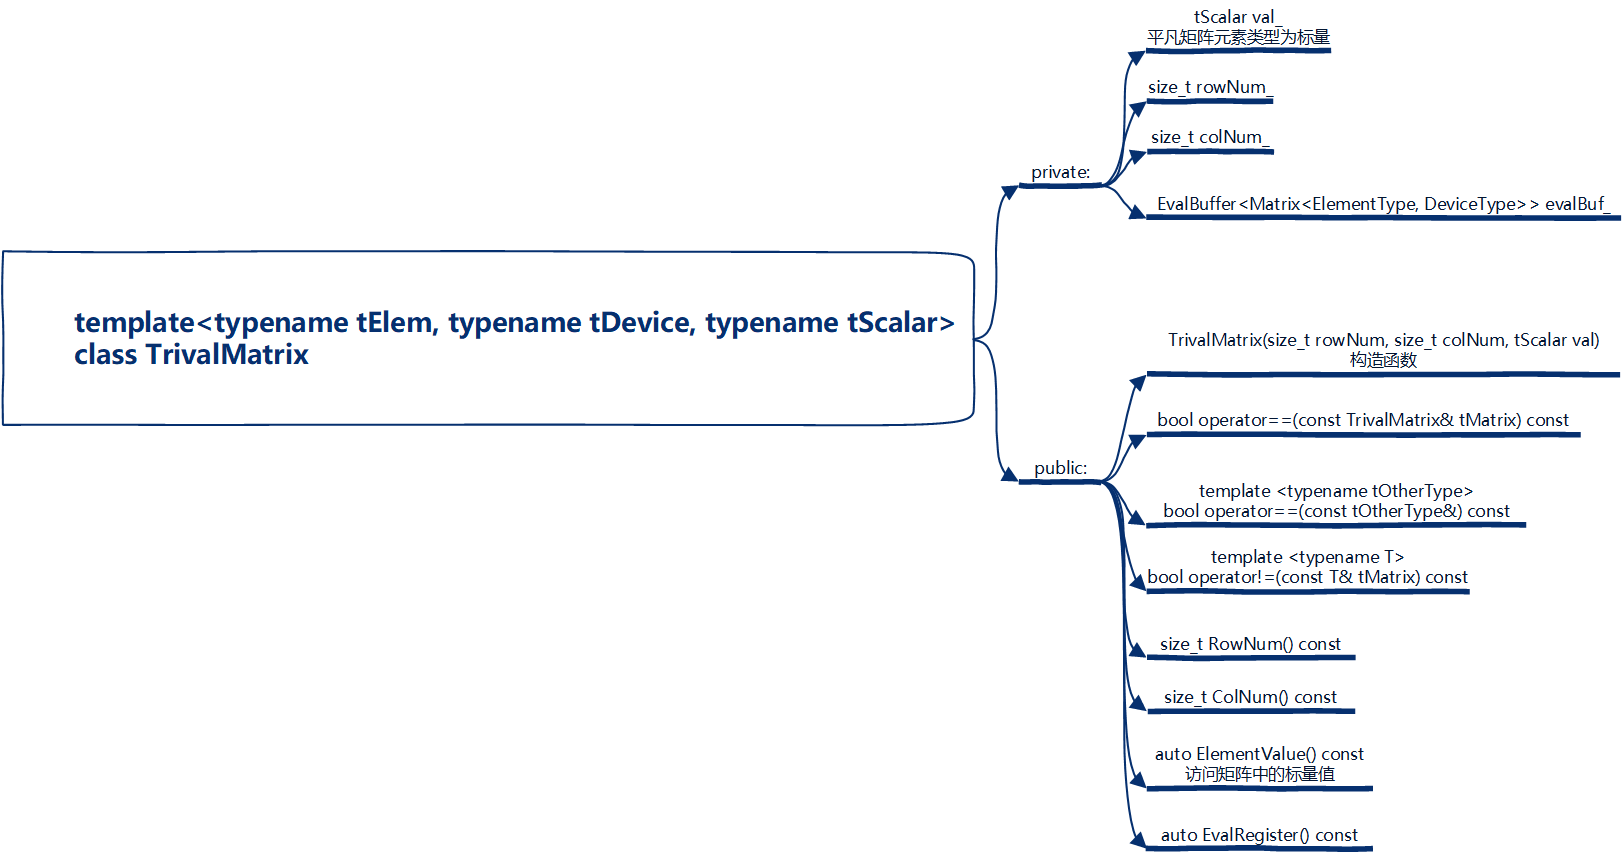 template<typename tElem, typename tDevice, typename tScalar>
class TrivalMatrix
private:
tScalar val_
平凡矩阵元素类型为标量
size_t rowNum_
size_t colNum_
EvalBuffer<Matrix<ElementType, DeviceType>> evalBuf_
public:
TrivalMatrix(size_t rowNum, size_t colNum, tScalar val)
构造函数
bool operator==(const TrivalMatrix& tMatrix) const
template <typename tOtherType>
bool operator==(const tOtherType&) const
template <typename T>
bool operator!=(const T& tMatrix) const
size_t RowNum() const
size_t ColNum() const
auto ElementValue() const
访问矩阵中的标量值
auto EvalRegister() const